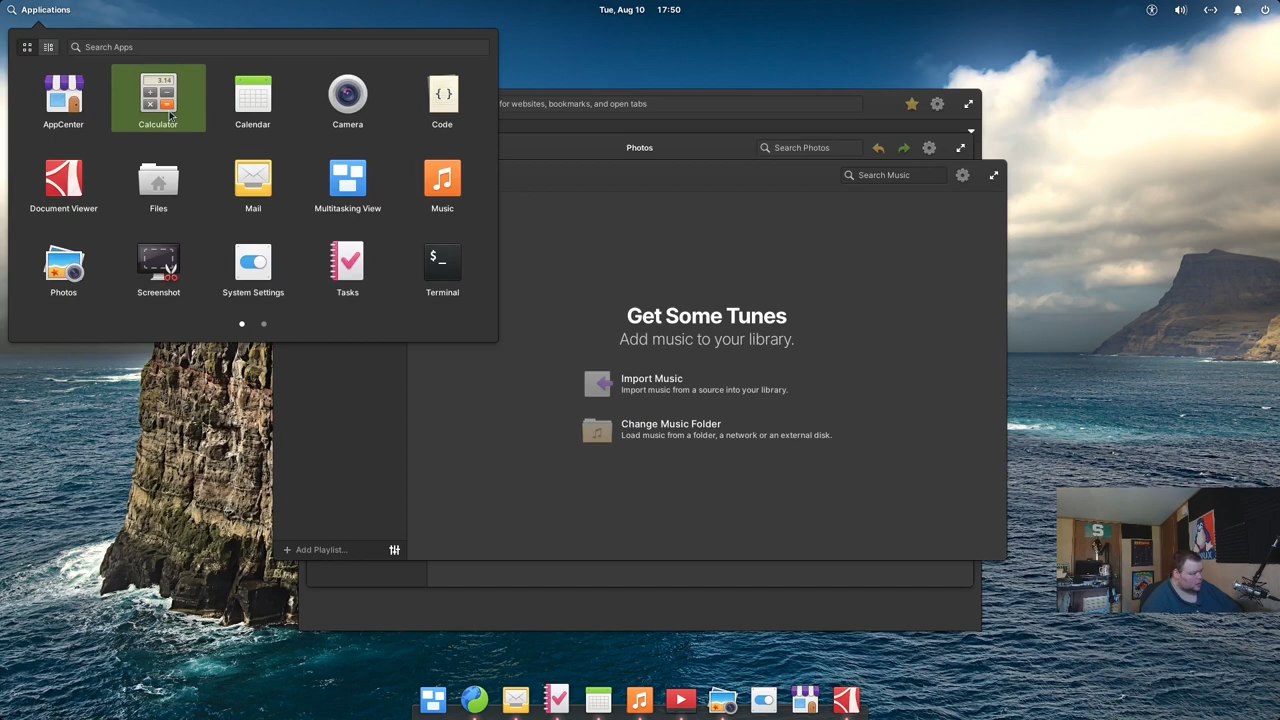 Applications
Tue, Aug 10 17:50
Search Apps
3.14
AppCenter
Calculator
Calendar
Camera
{ }
Code
Document Viewer
Files
Mail
Multitasking View
Music
Photos
Screenshot
System Settings
Tasks
$_
Terminal
for websites, bookmarks, and open tabs
Photos
Search Photos
Search Music
Get Some Tunes
Add music to your library.
Import Music
Import music from a source into your library.
Change Music Folder
Load music from a folder, a network or an external disk.
Add Playlist...
S